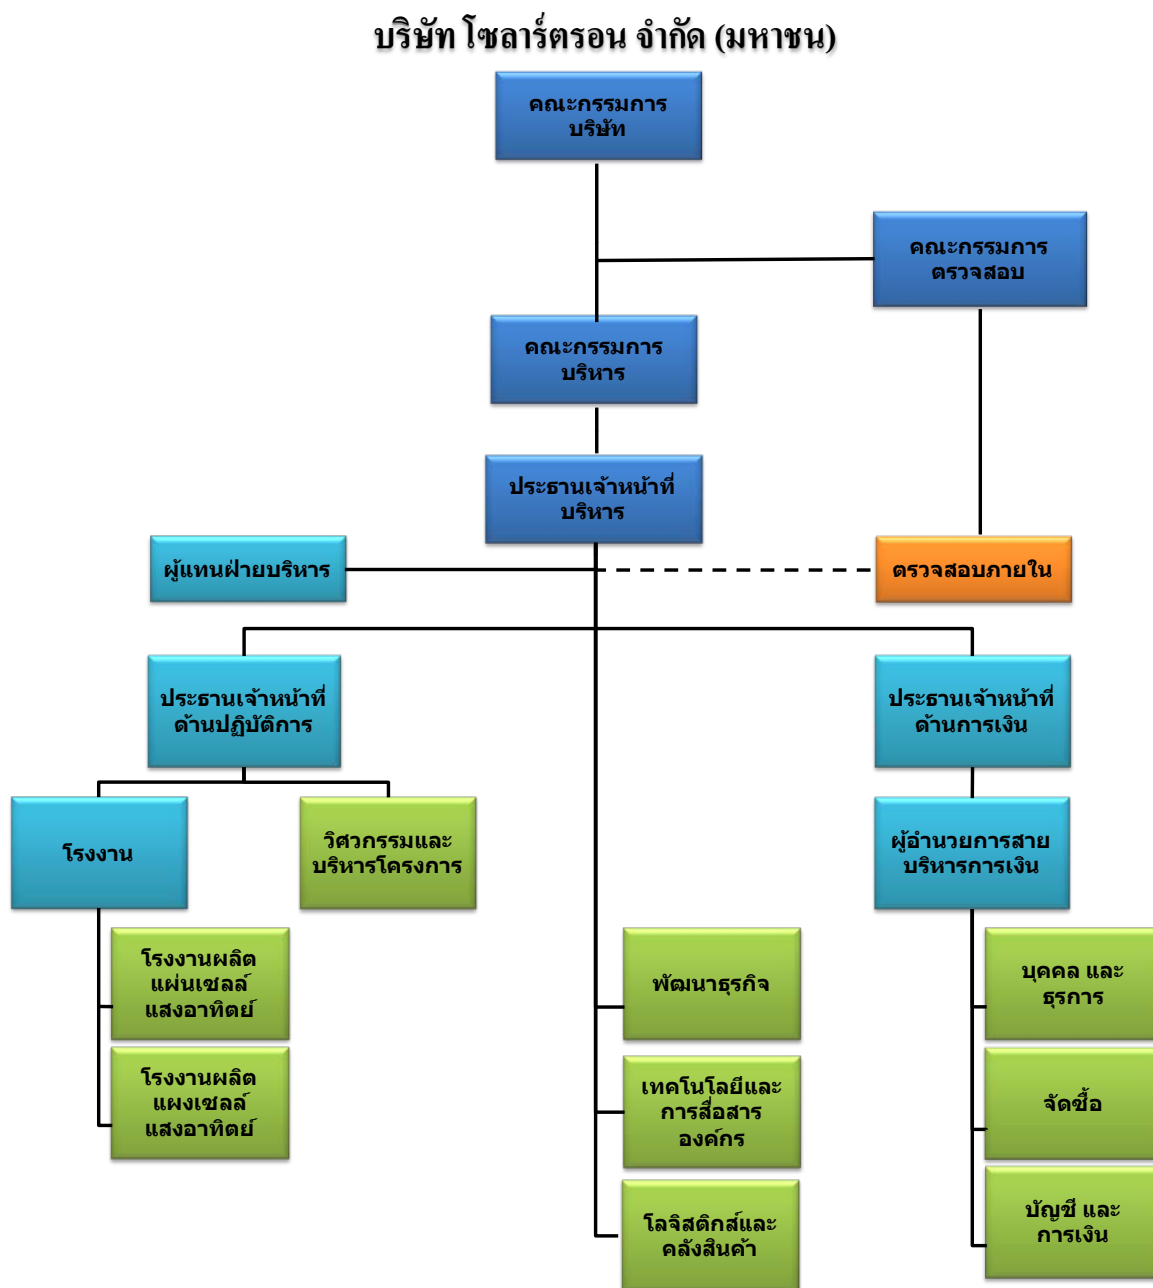 บริษัท โซลาร์ตรอน จำกัด (มหาชน)
คณะกรรมการ
บริษัท
คณะกรรมการ
ตรวจสอบ
คณะกรรมการ
บริหาร
ประธานเจ้าหน้าที่
บริหาร
ผู้แทนฝ่ายบริหาร
ตรวจสอบภายใน
ประธานเจ้าหน้าที่
ด้านปฏิบัติการ
ประธานเจ้าหน้าที่
ด้านการเงิน
โรงงาน
วิศวกรรมและ
บริหารโครงการ
ผู้อำนวยการสาย
บริหารการเงิน
โรงงานผลิต
แผ่นเซลล์
แสงอาทิตย์
พัฒนาธุรกิจ
บุคคล และ
ธุรการ
โรงงานผลิต
แผงเซลล์
แสงอาทิตย์
เทคโนโลยีและ
การสื่อสาร
องค์กร
จัดซื้อ
โลจิสติกส์และ
คลังสินค้า
บัญชี และ
การเงิน